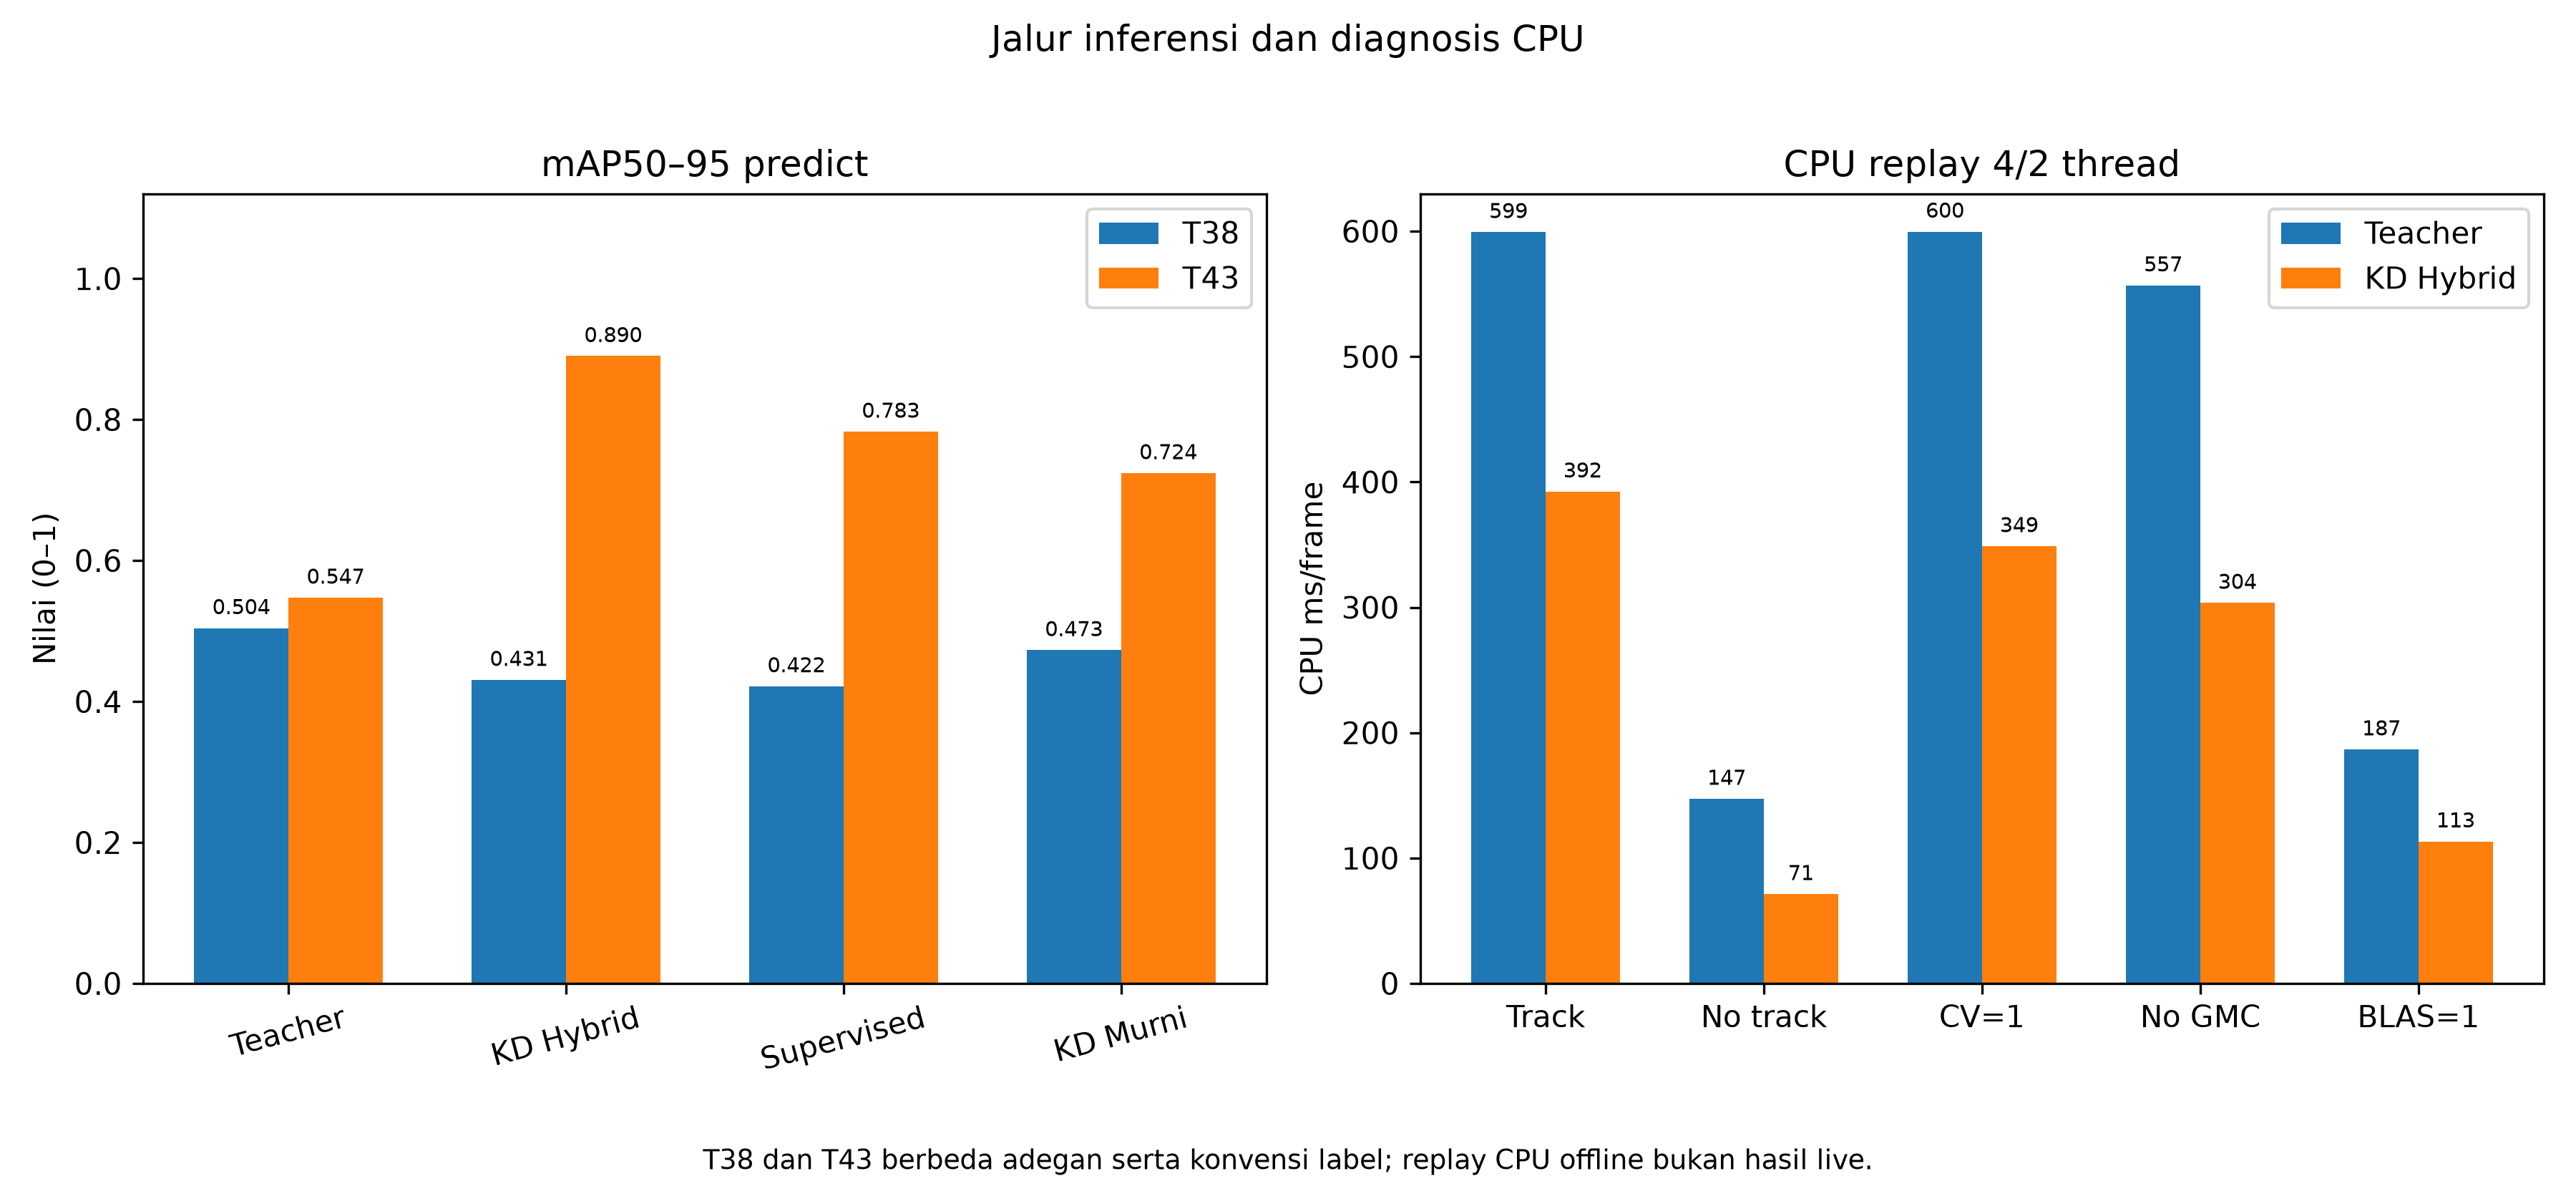 Jalur inferensi dan diagnosis CPU
mAP50–95 predict
Nilai (0–1)
1.0
0.8
0.6
0.4
0.2
0.0
T38
T43
0.504
0.547
0.431
0.890
0.422
0.783
0.473
0.724
Teacher
KD Hybrid
Supervised
KD Murni
CPU replay 4/2 thread
CPU ms/frame
600
500
400
300
200
100
0
Teacher
KD Hybrid
599
392
147
71
600
349
557
304
187
113
Track
No track
CV=1
No GMC
BLAS=1
T38 dan T43 berbeda adegan serta konvensi label; replay CPU offline bukan hasil live.